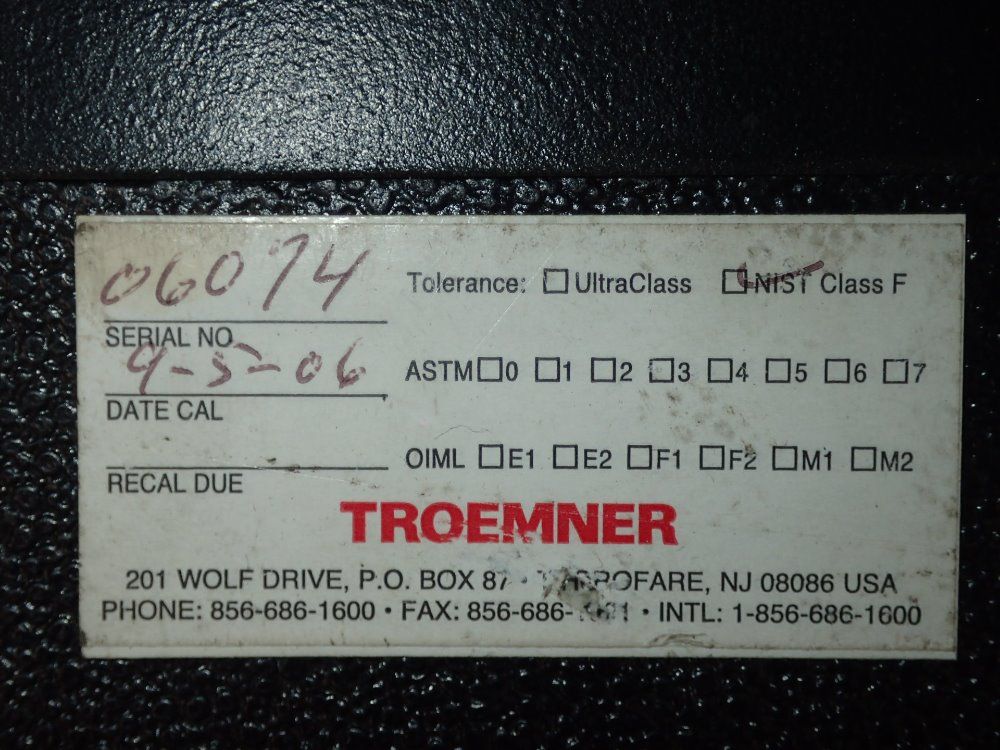 06074
Tolerance: ☐ UltraClass ☑ NIST Class F
SERIAL NO
9-5-06
ASTM ☐ 0 ☐ 1 ☐ 2 ☐ 3 ☐ 4 ☐ 5 ☐ 6 ☐ 7
DATE CAL
OIML ☐ E1 ☐ E2 ☐ F1 ☐ F2 ☐ M1 ☐ M2
RECAL DUE
TROEMNER
201 WOLF DRIVE, P.O. BOX 87 • NJ 08086 USA
PHONE: 856-686-1600 • FAX: 856-686- • INTL: 1-856-686-1600